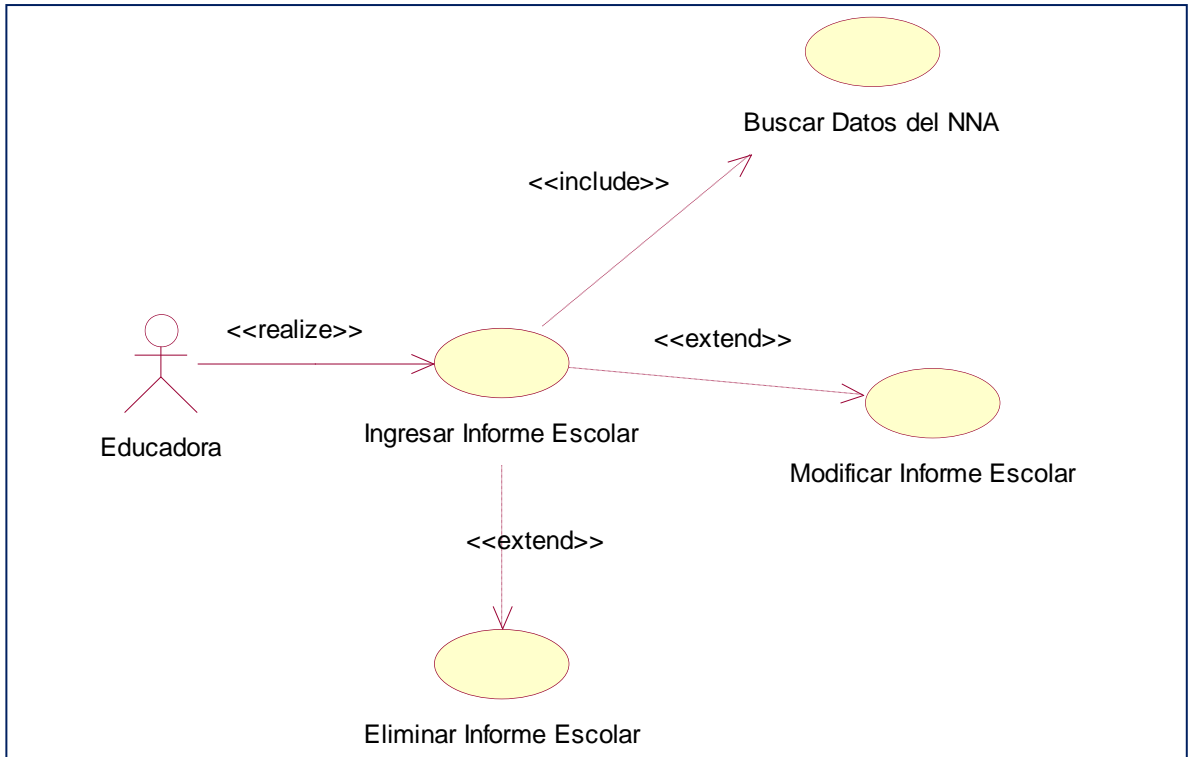 Buscar Datos del NNA
<<include>>
<<realize>>
<<extend>>
Educadora
Ingresar Informe Escolar
Modificar Informe Escolar
<<extend>>
Eliminar Informe Escolar